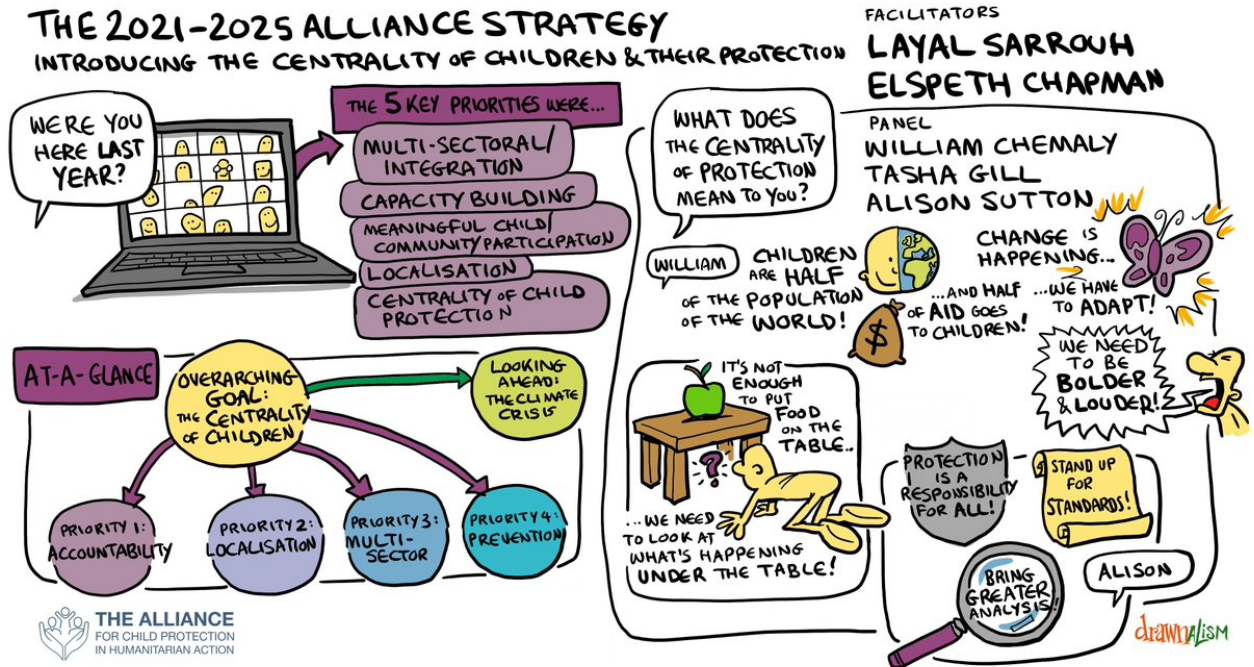 THE 2021-2025 ALLIANCE STRATEGY
INTRODUCING THE CENTRALITY OF CHILDREN & THEIR PROTECTION
WERE YOU
HERE LAST
YEAR?
THE 5 KEY PRIORITIES WERE...
MULTI-SECTORAL/
INTEGRATION
CAPACITY BUILDING
MEANINGFUL CHILD/
COMMUNITY PARTICIPATION
LOCALISATION
CENTRALITY OF CHILD
PROTECTION
AT-A-GLANCE
OVERARCHING
GOAL:
THE CENTRALITY
OF CHILDREN
LOOKING
AHEAD:
THE CLIMATE
CRISIS
PRIORITY 1:
ACCOUNTABILITY
PRIORITY 2:
LOCALISATION
PRIORITY 3:
MULTI-
SECTOR
PRIORITY 4:
PREVENTION
THE ALLIANCE
FOR CHILD PROTECTION
IN HUMANITARIAN ACTION
FACILITATORS
LAYAL SARROUH
ELSPETH CHAPMAN
PANEL
WILLIAM CHEMALY
TASHA GILL
ALISON SUTTON
WHAT DOES
THE CENTRALITY
OF PROTECTION
MEAN TO YOU?
WILLIAM
CHILDREN
ARE HALF
OF THE POPULATION
OF THE WORLD!
...AND HALF
OF AID GOES
TO CHILDREN!
$
CHANGE IS
HAPPENING...
...WE HAVE
TO ADAPT!
WE NEED
TO BE
BOLDER
& LOUDER!
IT'S NOT
ENOUGH
TO PUT
FOOD
ON THE
TABLE...
?
...WE NEED
TO LOOK AT
WHAT'S HAPPENING
UNDER THE TABLE!
PROTECTION
IS A
RESPONSIBILITY
FOR ALL!
STAND UP
FOR
STANDARDS!
BRING
GREATER
ANALYSIS!
ALISON
drawnALISM